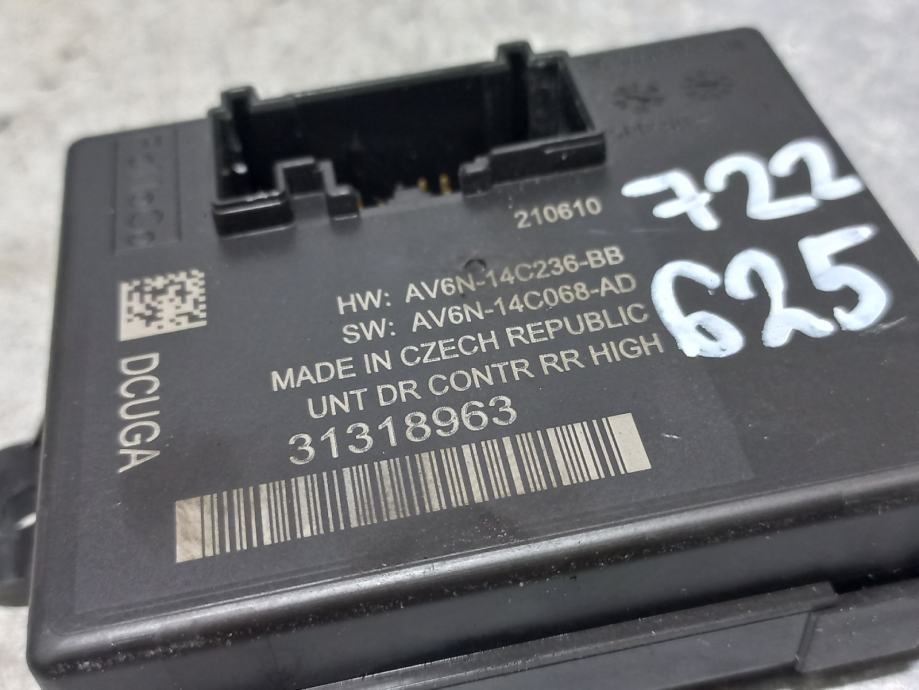 210610
722
625
HW: AV6N-14C236-BB
SW: AV6N-14C068-AD
MADE IN CZECH REPUBLIC
UNT DR CONTR RR HIGH
31318963
DCUGA